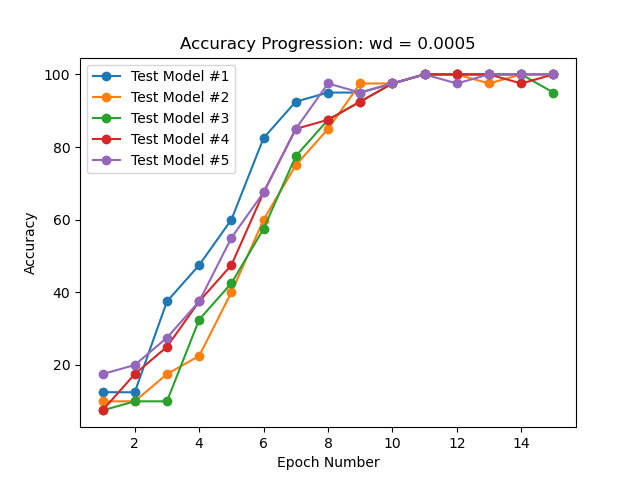 Accuracy Progression: wd = 0.0005
100
80
60
40
20
Accuracy
Test Model #1
Test Model #2
Test Model #3
Test Model #4
Test Model #5
2 4 6 8 10 12 14
Epoch Number